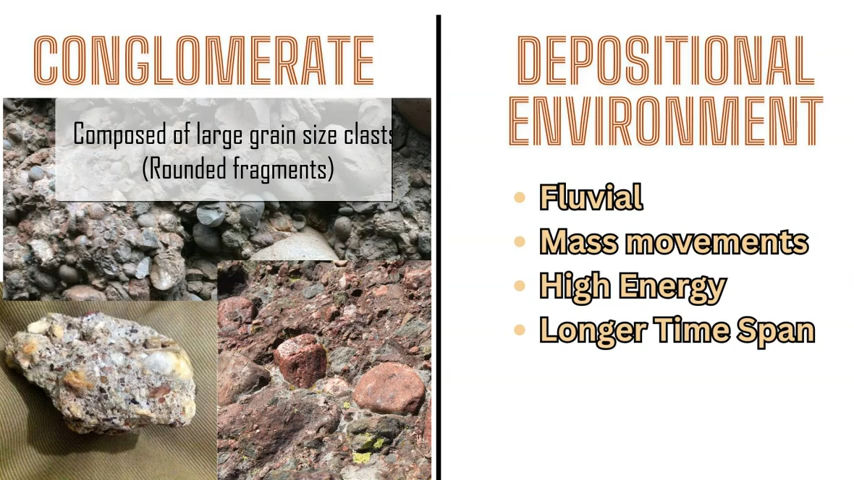 CONGLOMERATE
Composed of large grain size clasts
(Rounded fragments)
DEPOSITIONAL
ENVIRONMENT
Fluvial
Mass movements
High Energy
Longer Time Span